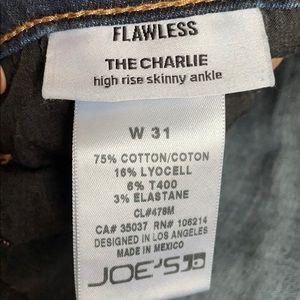 FLAWLESS
THE CHARLIE
high rise skinny ankle
W 31
75% COTTON/COTON
16% LYOCELL
6% T400
3% ELASTANE
CL#478M
CA# 35037 RN# 106214
DESIGNED IN LOS ANGELES
MADE IN MEXICO
JOE'S